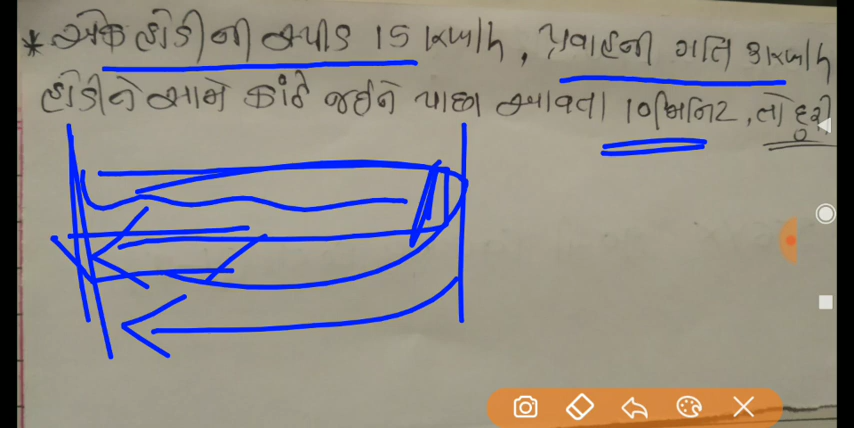 * એક હોડીની સ્પીડ 15 કિમી/h, પ્રવાહની ગતિ 3 કિમી/h
હોડીને સામે કાંઠે જઈને પાછા આવતા 10 મિનિટ, તો દૂરી